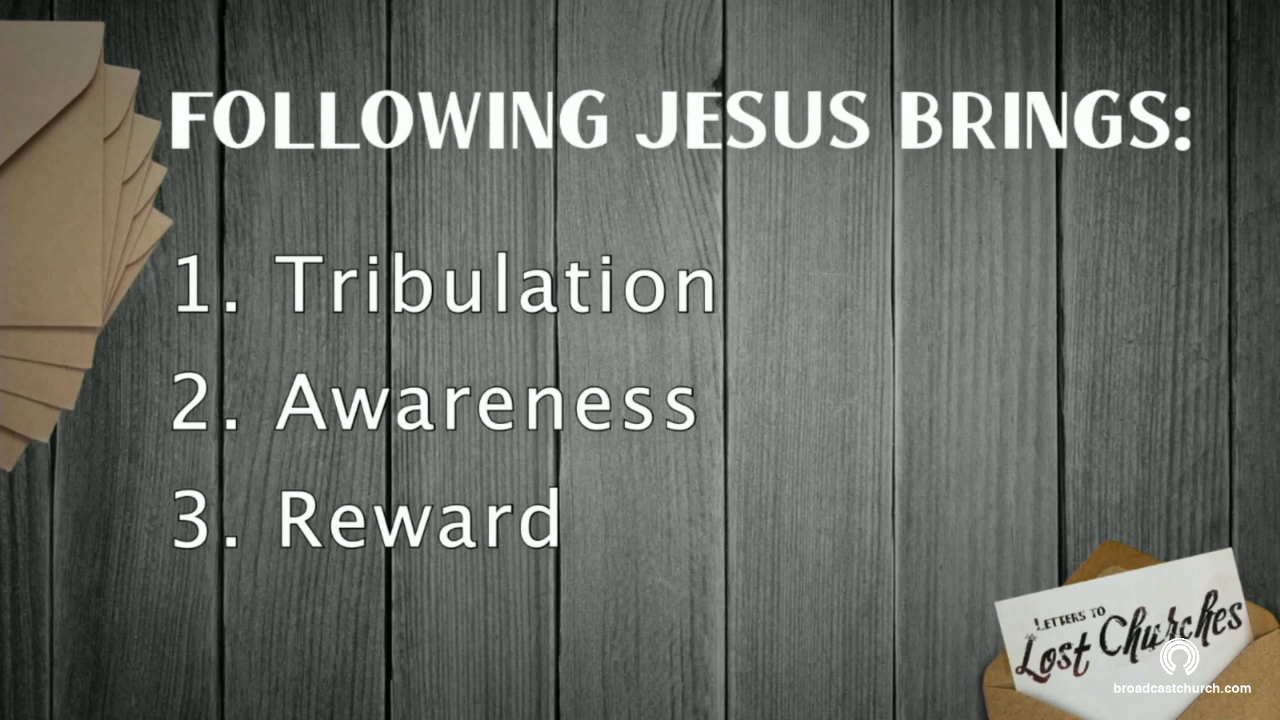 FOLLOWING JESUS BRINGS:
1. Tribulation
2. Awareness
3. Reward
LETTERS TO
Lost Churches
broadcastchurch.com